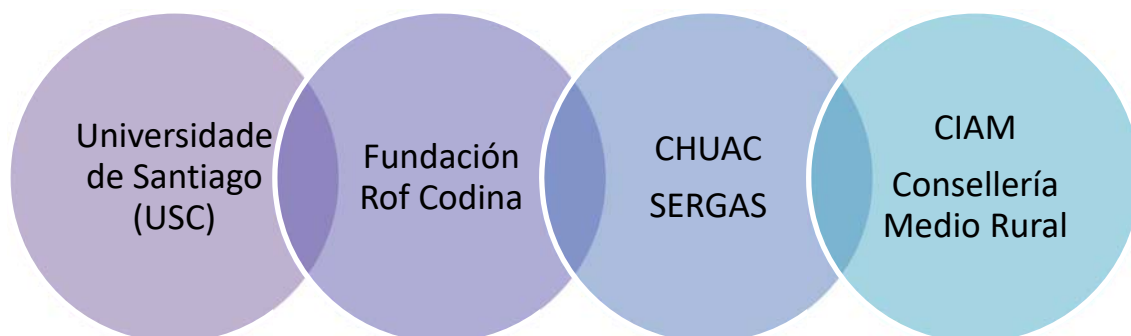 Universidade
de Santiago
(USC)
Fundación
Rof Codina
CHUAC
SERGAS
CIAM
Consellería
Medio Rural